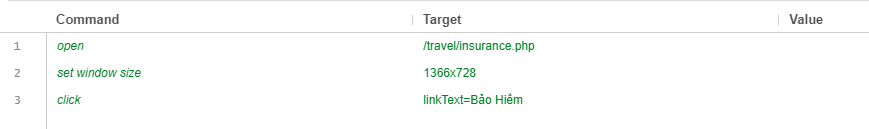 Command Target Value
1 open /travel/insurance.php
2 set window size 1366x728
3 click linkText=Bảo Hiểm